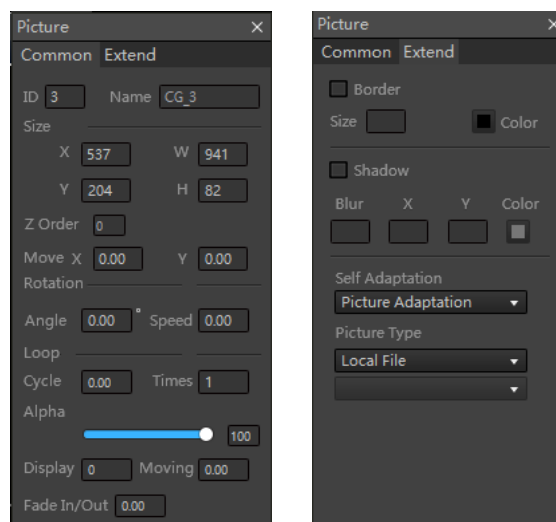 Picture ×
Common Extend
ID 3 Name CG_3
Size
X 537 W 941
Y 204 H 82
Z Order 0
Move X 0.00 Y 0.00
Rotation
Angle 0.00 ° Speed 0.00
Loop
Cycle 0.00 Times 1
Alpha
100
Display 0 Moving 0.00
Fade In/Out 0.00
Picture ×
Common Extend
Border
Size Color
Shadow
Blur X Y Color
Self Adaptation
Picture Adaptation
Picture Type
Local File